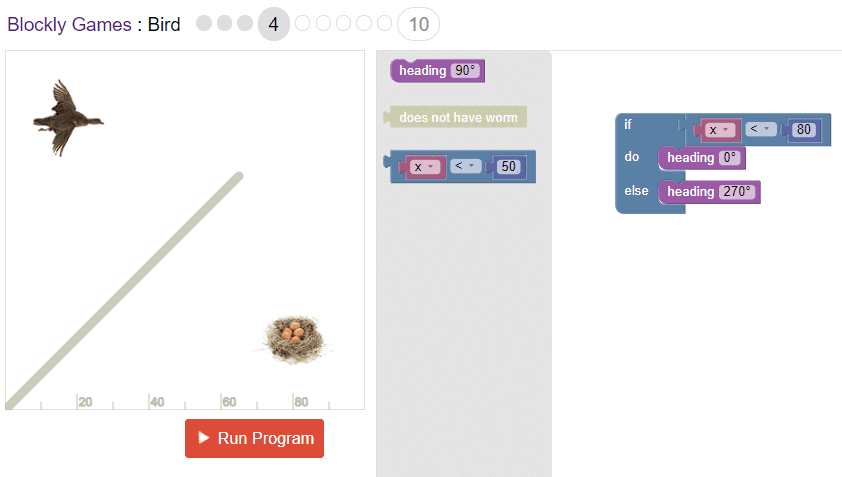 Blockly Games : Bird 4 10
heading 90°
does not have worm
x < 50
if x < 80
do heading 0°
else heading 270°
20 40 60 80
Run Program